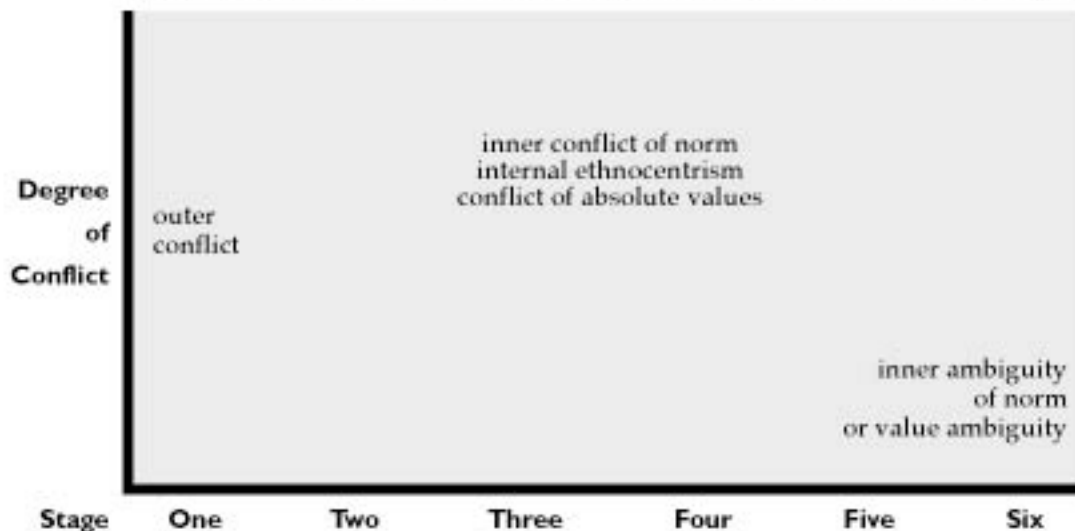 inner conflict of norm
internal ethnocentrism
conflict of absolute values
Degree
of
Conflict
outer
conflict
inner ambiguity
of norm
or value ambiguity
Stage One Two Three Four Five Six